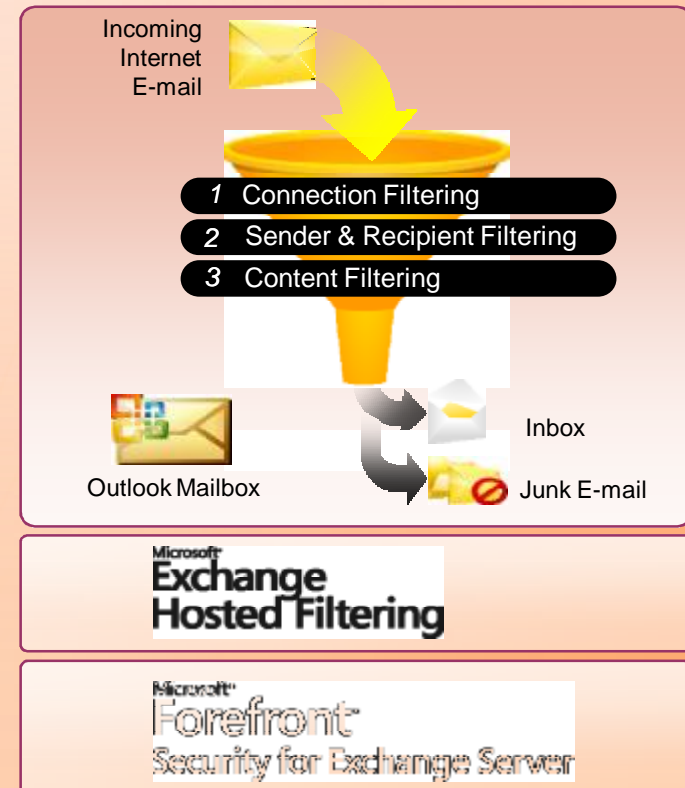 Incoming
Internet
E-mail
1 Connection Filtering
2 Sender & Recipient Filtering
3 Content Filtering
Inbox
Outlook Mailbox
Junk E-mail
Microsoft
Exchange
Hosted Filtering
Microsoft
Forefront
Security for Exchange Server